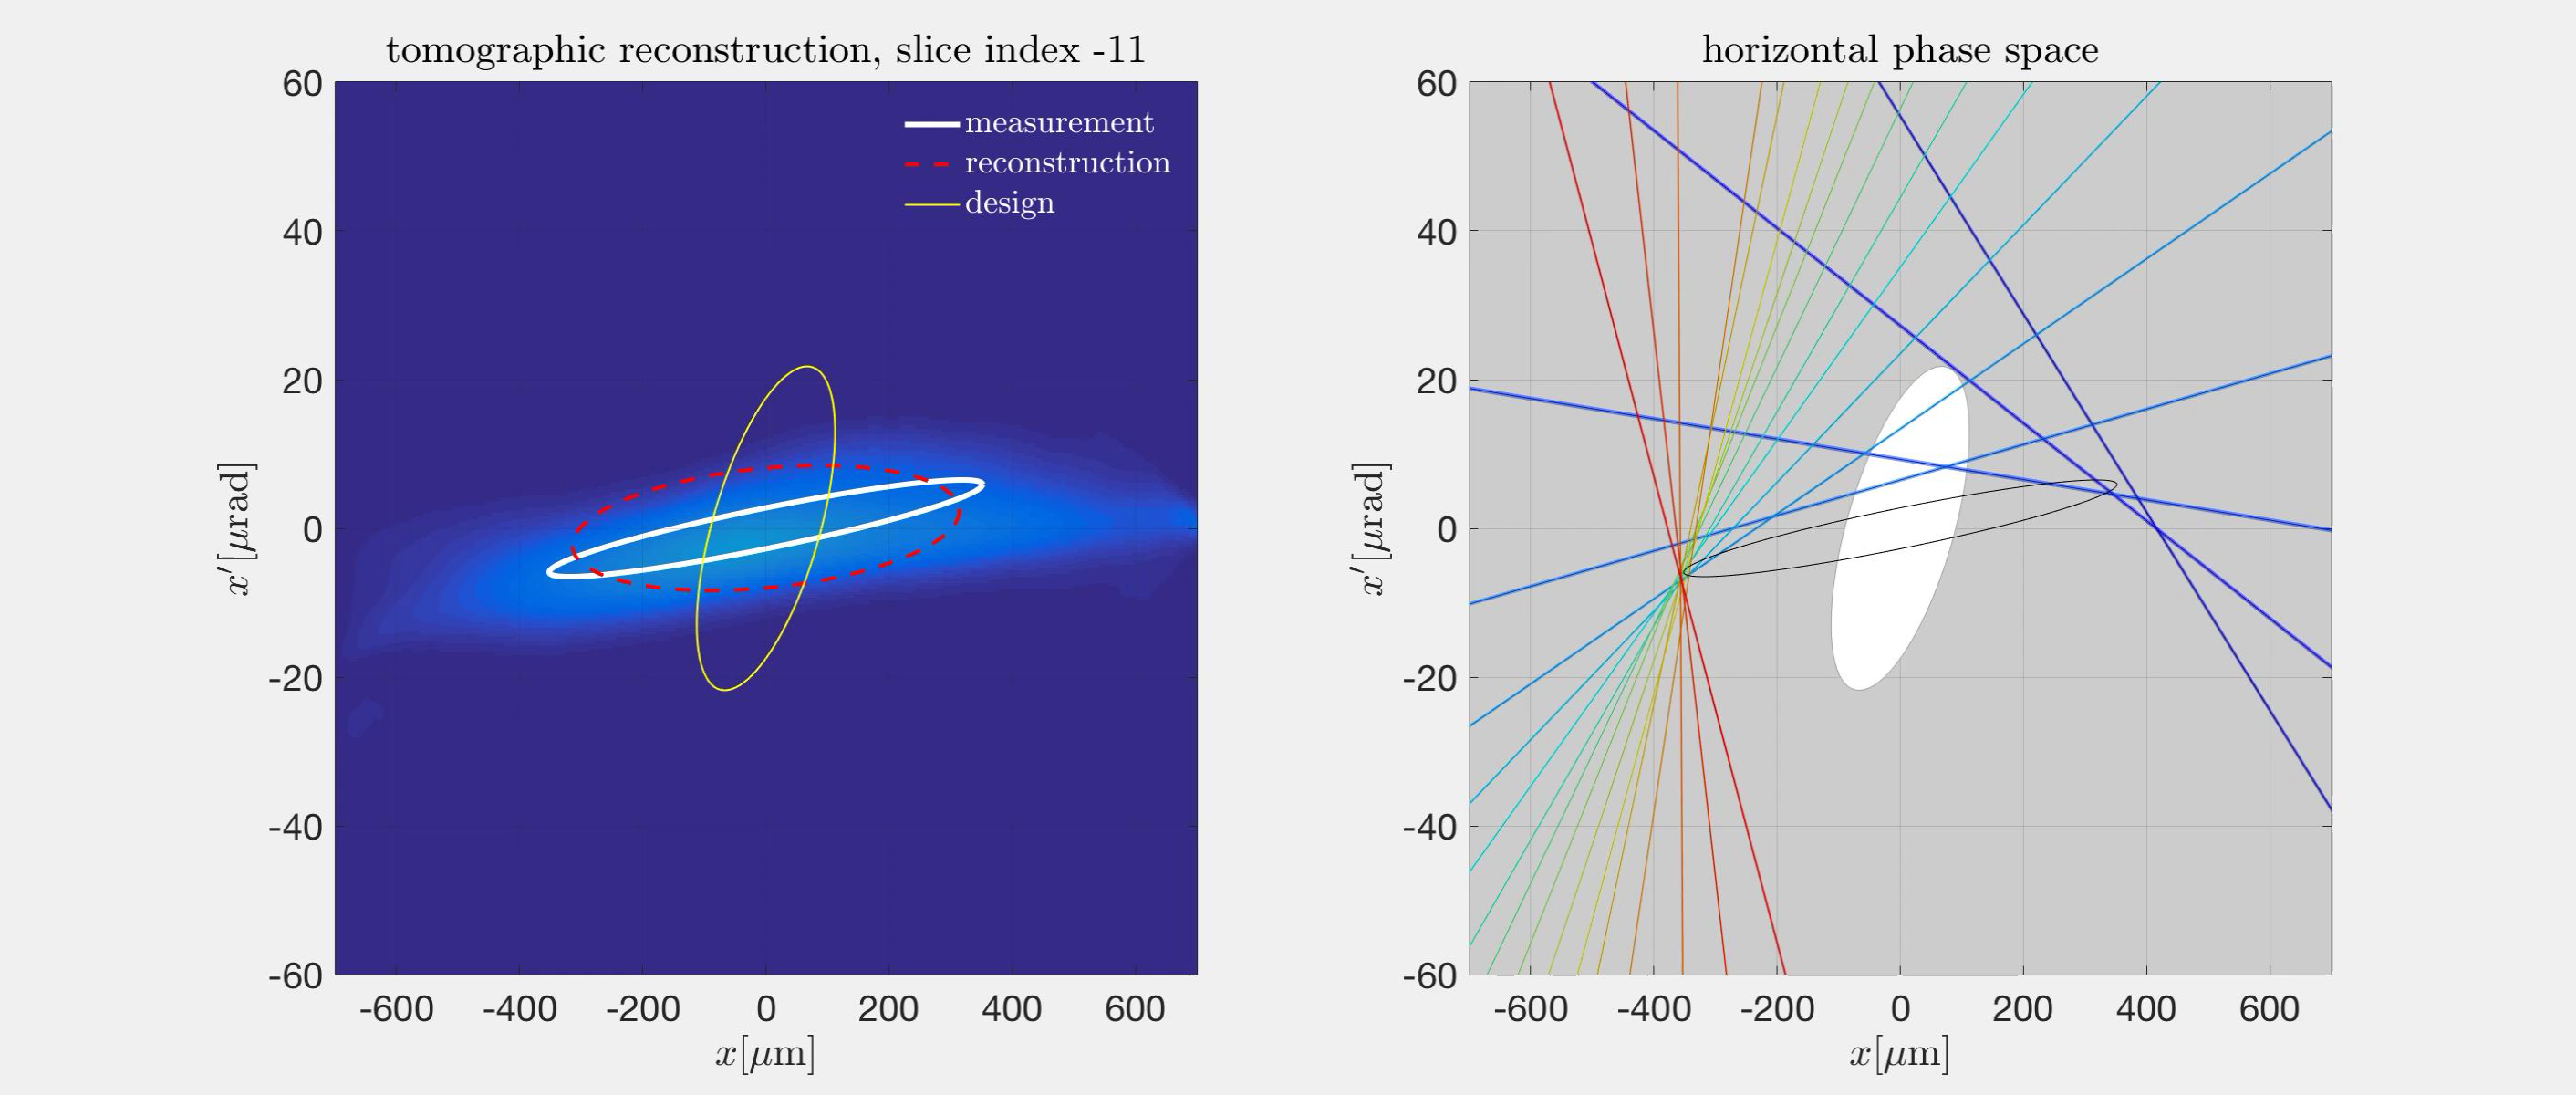 tomographic reconstruction, slice index -11
60
40
20
0
-20
-40
-60
x′[μrad]
measurement
reconstruction
design
-600 -400 -200 0 200 400 600
x[μm]
horizontal phase space
60
40
20
0
-20
-40
-60
x′[μrad]
-600 -400 -200 0 200 400 600
x[μm]